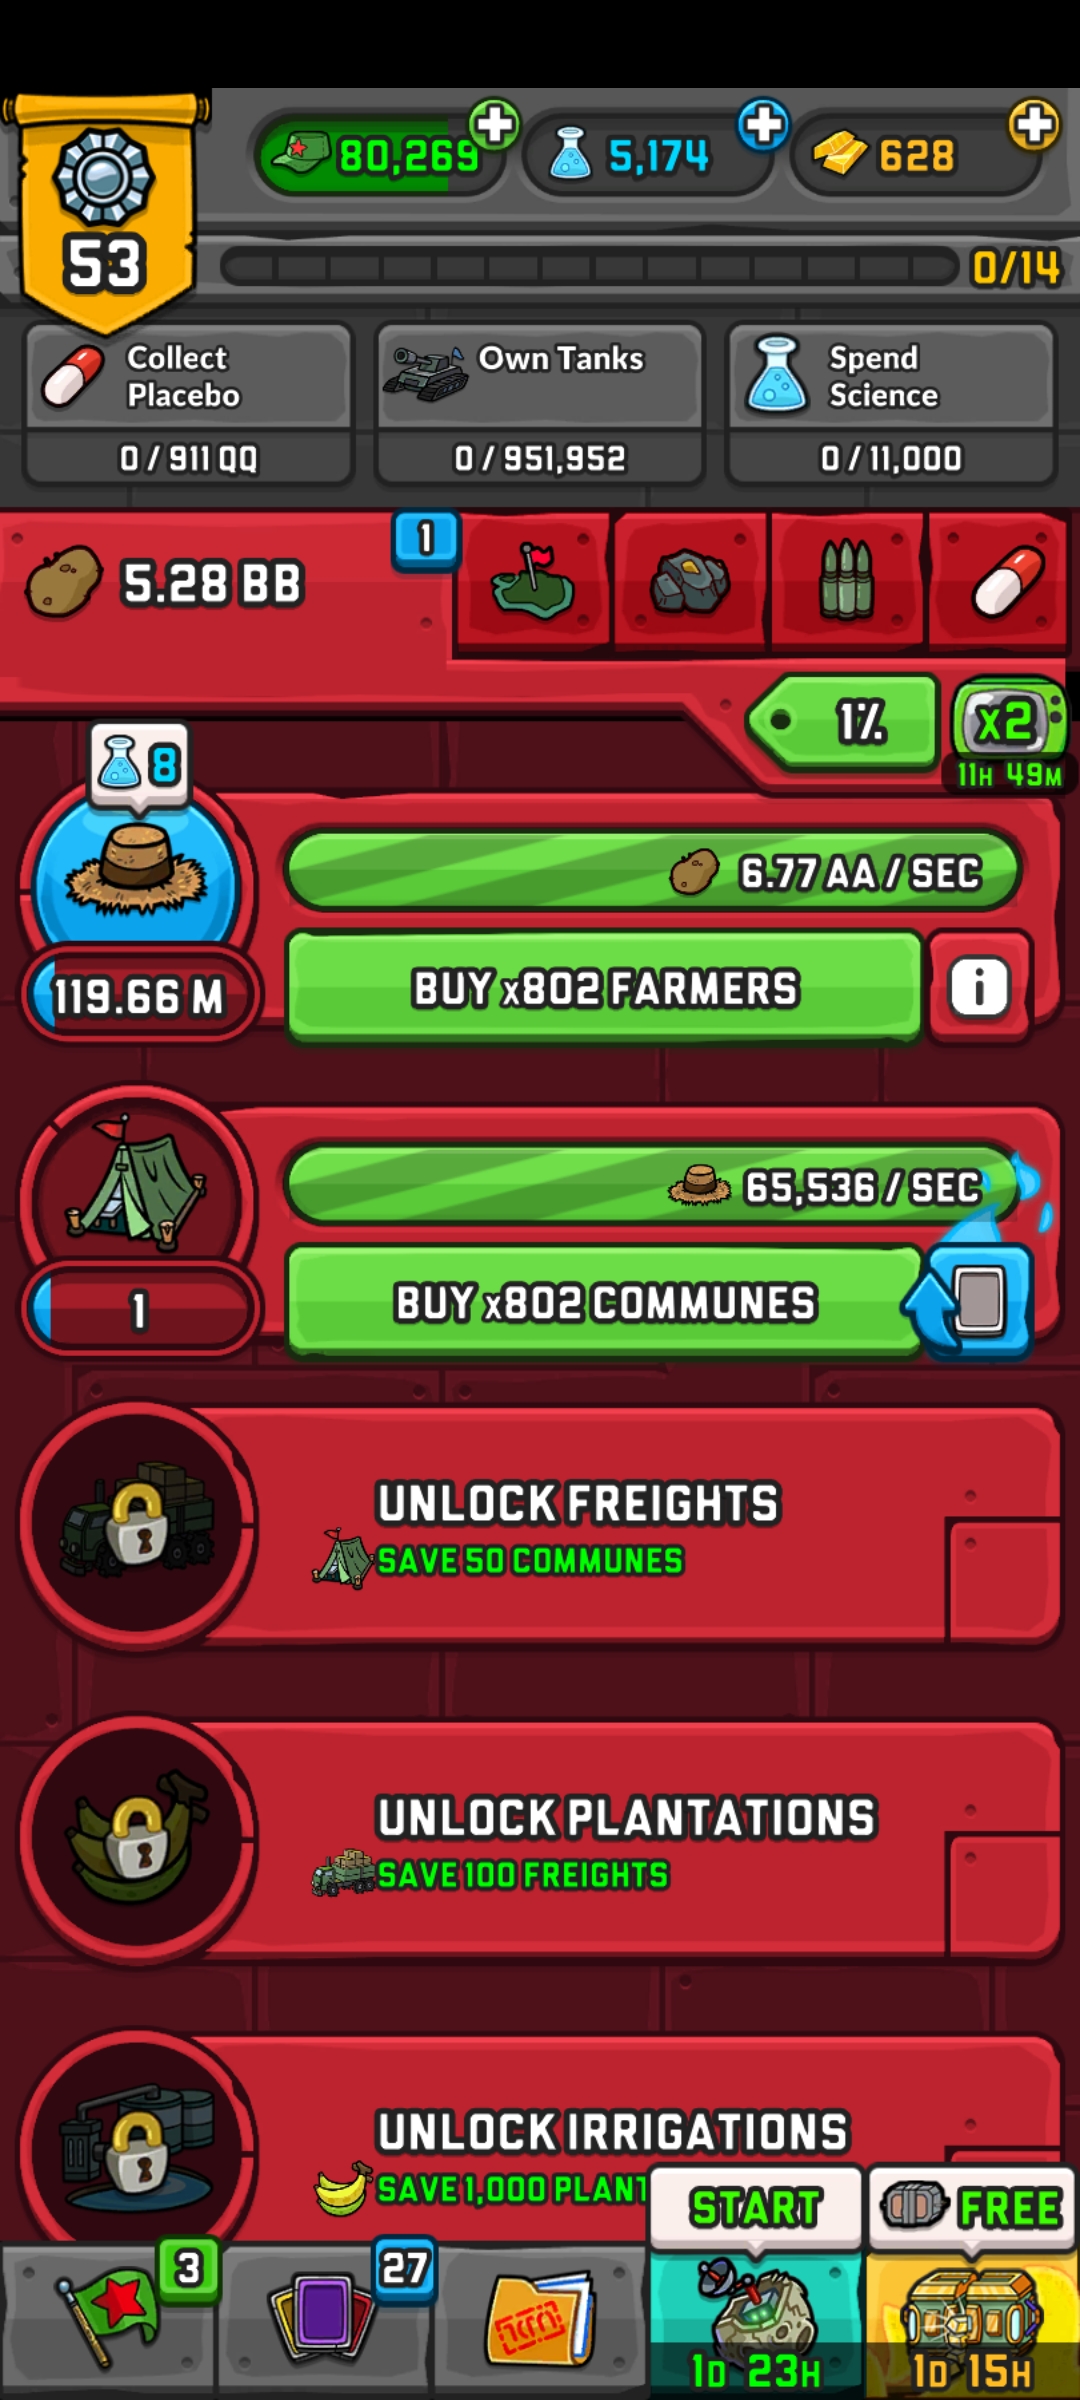 80,269
5,174
628
53
0/14
Collect
Placebo
0 / 911 QQ
Own Tanks
0 / 951,952
Spend
Science
0 / 11,000
5.28 BB
1
1%
x2
11H 49M
8
6.77 AA / SEC
119.66 M
BUY x802 FARMERS
i
65,536 / SEC
1
BUY x802 COMMUNES
UNLOCK FREIGHTS
SAVE 50 COMMUNES
UNLOCK PLANTATIONS
SAVE 100 FREIGHTS
UNLOCK IRRIGATIONS
SAVE 1,000 PLANT
START
FREE
3
27
1D 23H
1D 15H